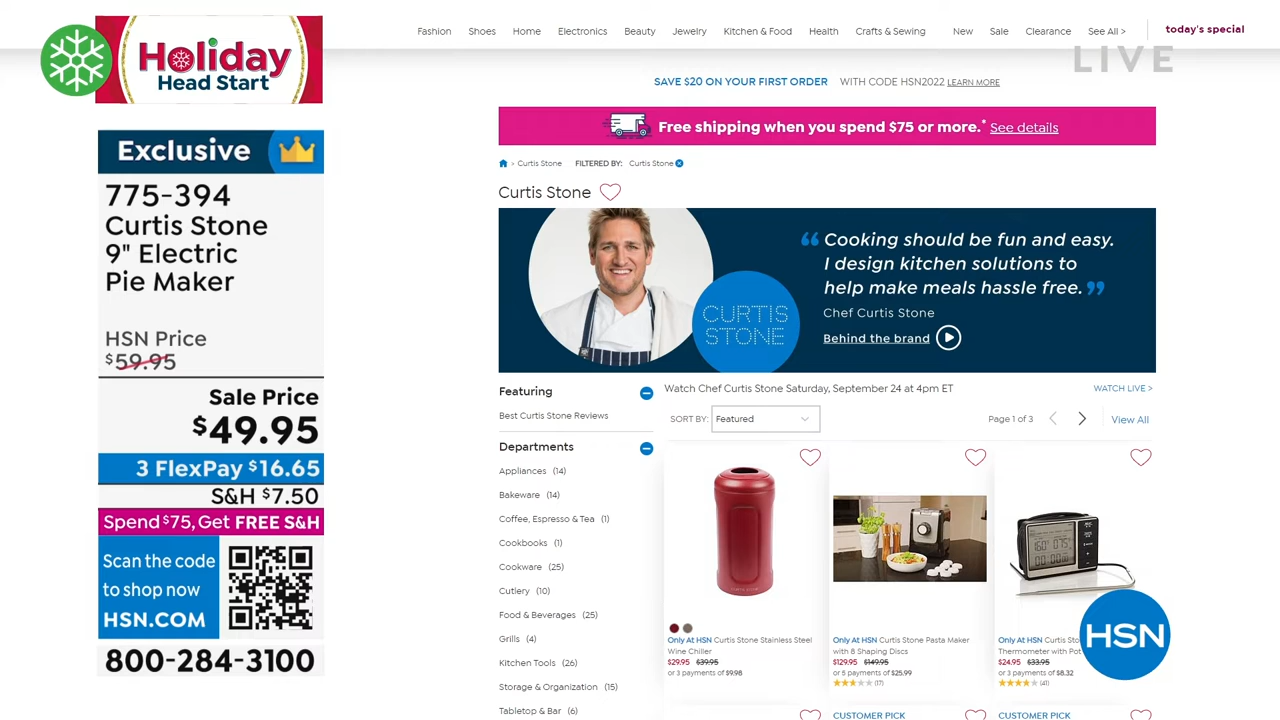 Holiday
Head Start
Exclusive
775-394
Curtis Stone
9" Electric
Pie Maker
HSN Price
$59.95
Sale Price
$49.95
3 FlexPay $16.65
S&H $7.50
Spend $75, Get FREE S&H
Scan the code
to shop now
HSN.COM
800-284-3100
Fashion Shoes Home Electronics Beauty Jewelry Kitchen & Food Health Crafts & Sewing New Sale Clearance See All > today's special
LIVE
SAVE $20 ON YOUR FIRST ORDER WITH CODE HSN2022 LEARN MORE
Free shipping when you spend $75 or more.* See details
> Curtis Stone FILTERED BY: Curtis Stone
Curtis Stone
“ Cooking should be fun and easy.
I design kitchen solutions to
help make meals hassle free. ”
Chef Curtis Stone
Behind the brand
CURTIS
STONE
Featuring
Best Curtis Stone Reviews
Departments
Appliances (14)
Bakeware (14)
Coffee, Espresso & Tea (1)
Cookbooks (1)
Cookware (25)
Cutlery (10)
Food & Beverages (25)
Grills (4)
Kitchen Tools (26)
Storage & Organization (15)
Tabletop & Bar (6)
Watch Chef Curtis Stone Saturday, September 24 at 4pm ET WATCH LIVE >
SORT BY: Featured Page 1 of 3 View All
Only At HSN Curtis Stone Stainless Steel
Wine Chiller
$29.95 $39.95
or 3 payments of $9.98
Only At HSN Curtis Stone Pasta Maker
with 8 Shaping Discs
$129.95 $149.95
or 5 payments of $25.99
(17)
Only At HSN Curtis Sto
Thermometer with Pot
$24.95 $33.95
or 3 payments of $8.32
(41)
HSN
CUSTOMER PICK
CUSTOMER PICK